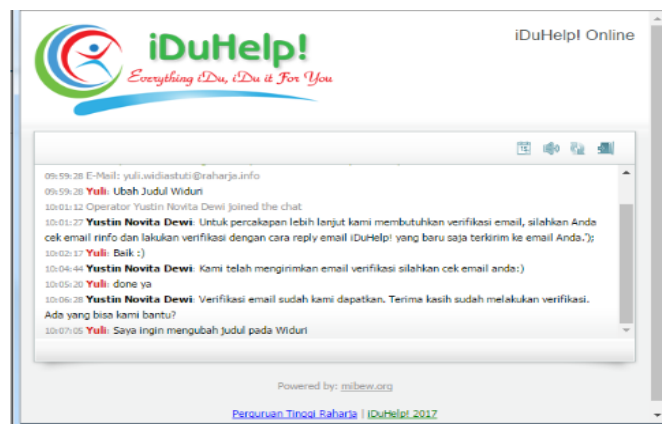 iDuHelp!
Everything iDu, iDu it For You
iDuHelp! Online
09:59:28 E-Mail: yuli.widiastuti@raharja.info
09:59:28 Yuli: Ubah Judul Widuri
10:01:12 Operator Yustin Novita Dewi joined the chat
10:01:27 Yustin Novita Dewi: Untuk percakapan lebih lanjut kami membutuhkan verifikasi email, silahkan Anda
cek email rinfo dan lakukan verifikasi dengan cara reply email iDuHelp! yang baru saja terkirim ke email Anda.');
10:02:17 Yuli: Baik :)
10:04:44 Yustin Novita Dewi: Kami telah mengirimkan email verifikasi silahkan cek email anda:)
10:05:20 Yuli: done ya
10:06:28 Yustin Novita Dewi: Verifikasi email sudah kami dapatkan. Terima kasih sudah melakukan verifikasi.
Ada yang bisa kami bantu?
10:07:05 Yuli: Saya ingin mengubah judul pada Widuri
Powered by: mibew.org
Perguruan Tinggi Raharja | iDuHelp! 2017